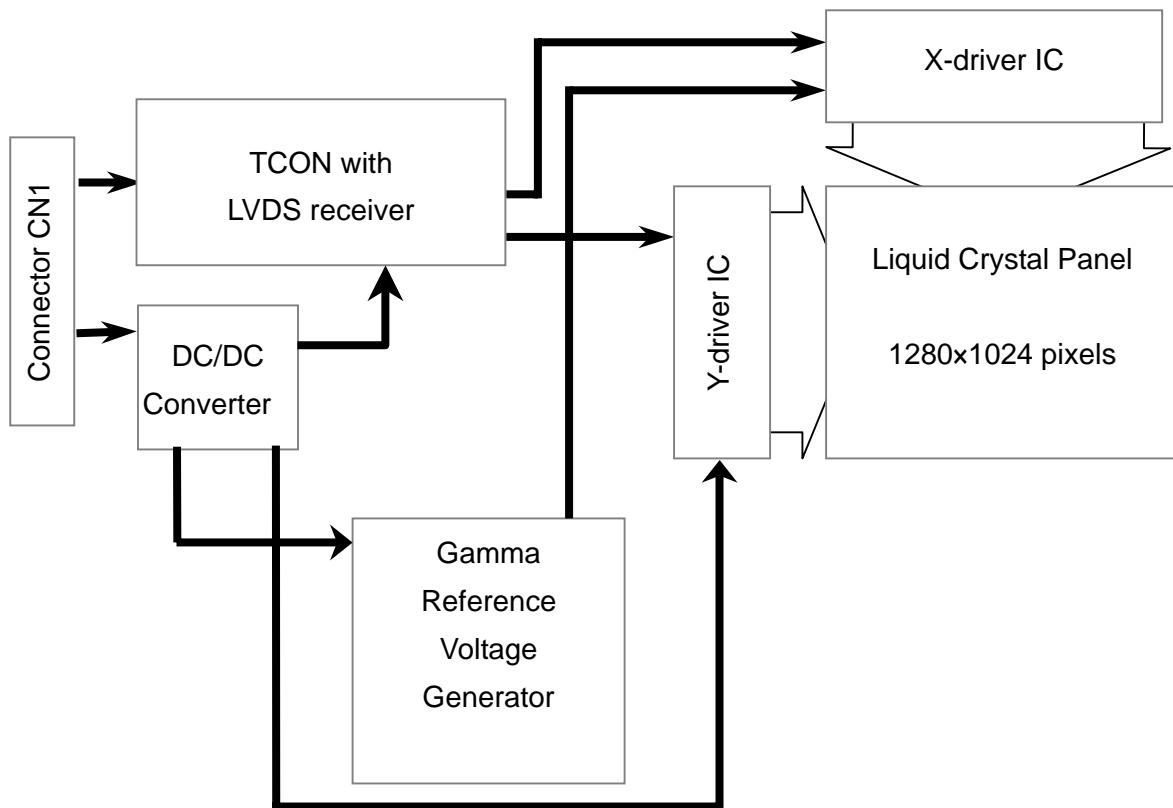 X-driver IC
TCON with
LVDS receiver
Connector CN1
Y-driver IC
Liquid Crystal Panel
1280×1024 pixels
DC/DC
Converter
Gamma
Reference
Voltage
Generator